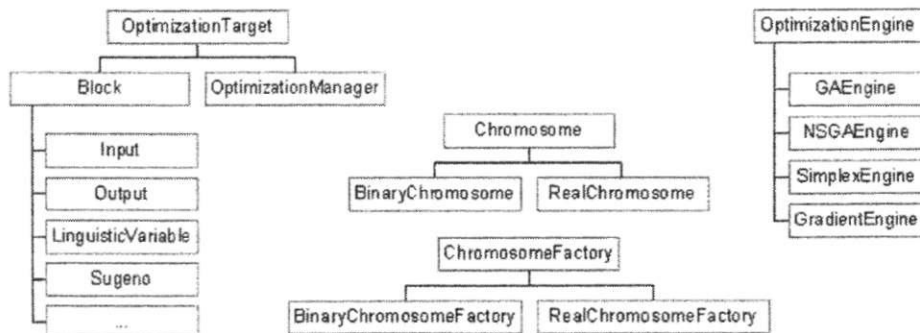 OptimizationTarget
Block
OptimizationManager
Input
Output
LinguisticVariable
Sugeno
...
Chromosome
BinaryChromosome
RealChromosome
ChromosomeFactory
BinaryChromosomeFactory
RealChromosomeFactory
OptimizationEngine
GAEngine
NSGAEngine
SimplexEngine
GradientEngine